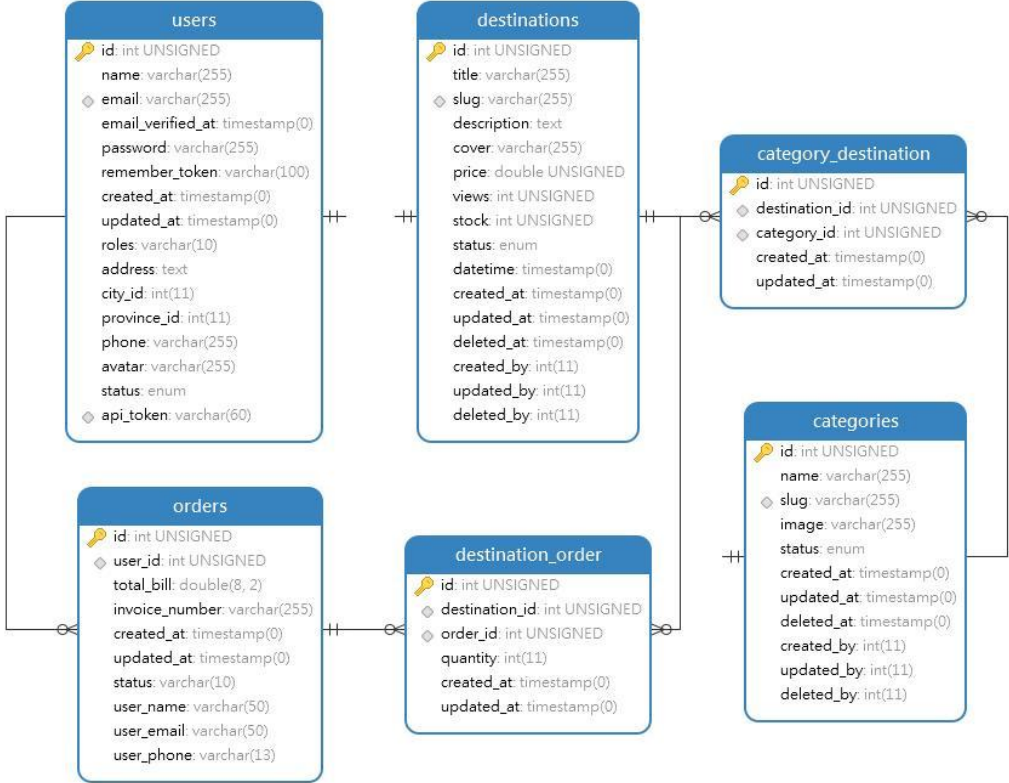 users
id: int UNSIGNED
name: varchar(255)
email: varchar(255)
email_verified_at: timestamp(0)
password: varchar(255)
remember_token: varchar(100)
created_at: timestamp(0)
updated_at: timestamp(0)
roles: varchar(10)
address: text
city_id: int(11)
province_id: int(11)
phone: varchar(255)
avatar: varchar(255)
status: enum
api_token: varchar(60)
destinations
id: int UNSIGNED
title: varchar(255)
slug: varchar(255)
description: text
cover: varchar(255)
price: double UNSIGNED
views: int UNSIGNED
stock: int UNSIGNED
status: enum
datetime: timestamp(0)
created_at: timestamp(0)
updated_at: timestamp(0)
deleted_at: timestamp(0)
created_by: int(11)
updated_by: int(11)
deleted_by: int(11)
category_destination
id: int UNSIGNED
destination_id: int UNSIGNED
category_id: int UNSIGNED
created_at: timestamp(0)
updated_at: timestamp(0)
categories
id: int UNSIGNED
name: varchar(255)
slug: varchar(255)
image: varchar(255)
status: enum
created_at: timestamp(0)
updated_at: timestamp(0)
deleted_at: timestamp(0)
created_by: int(11)
updated_by: int(11)
deleted_by: int(11)
orders
id: int UNSIGNED
user_id: int UNSIGNED
total_bill: double(8, 2)
invoice_number: varchar(255)
created_at: timestamp(0)
updated_at: timestamp(0)
status: varchar(10)
user_name: varchar(50)
user_email: varchar(50)
user_phone: varchar(13)
destination_order
id: int UNSIGNED
destination_id: int UNSIGNED
order_id: int UNSIGNED
quantity: int(11)
created_at: timestamp(0)
updated_at: timestamp(0)